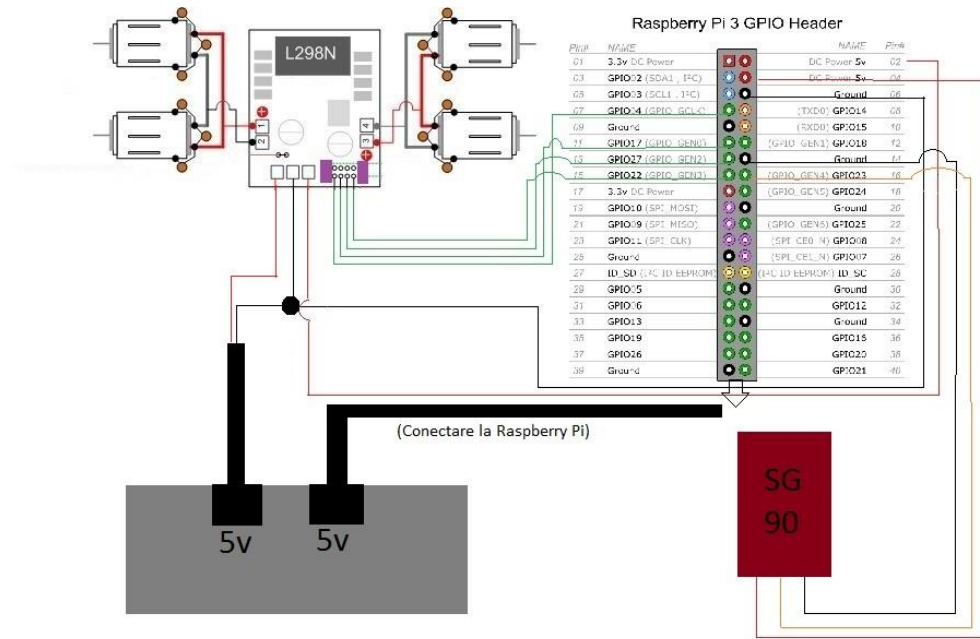 Raspberry Pi 3 GPIO Header
L298N
1
2
4
3
Pin# NAME NAME Pin#
01 3.3v DC Power DC Power 5v 02
03 GPIO02 (SDA1 , I²C) DC Power 5v 04
05 GPIO03 (SCL1 , I²C) Ground 06
07 GPIO04 (GPIO_GCLK) (TXD0) GPIO14 08
09 Ground (RXD0) GPIO15 10
11 GPIO17 (GPIO_GEN0) (GPIO_GEN1) GPIO18 12
13 GPIO27 (GPIO_GEN2) Ground 14
15 GPIO22 (GPIO_GEN3) (GPIO_GEN4) GPIO23 16
17 3.3v DC Power (GPIO_GEN5) GPIO24 18
19 GPIO10 (SPI_MOSI) Ground 20
21 GPIO09 (SPI_MISO) (GPIO_GEN6) GPIO25 22
23 GPIO11 (SPI_CLK) (SPI_CE0_N) GPIO08 24
25 Ground (SPI_CE1_N) GPIO07 26
27 ID_SD (I²C ID EEPROM) (I²C ID EEPROM) ID_SC 28
29 GPIO05 Ground 30
31 GPIO06 GPIO12 32
33 GPIO13 Ground 34
35 GPIO19 GPIO16 36
37 GPIO26 GPIO20 38
39 Ground GPIO21 40
(Conectare la Raspberry Pi)
5v 5v
SG
90